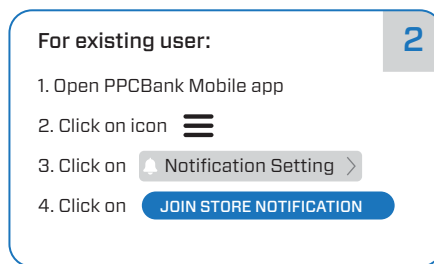 For existing user:
2
1. Open PPCBank Mobile app
2. Click on icon
3. Click on Notification Setting
4. Click on JOIN STORE NOTIFICATION